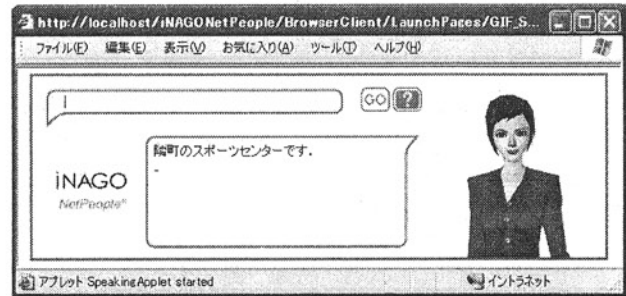 http://localhost/iNAGONetPeople/BrowserClient/LaunchPages/GIF_S...
ファイル(F) 編集(E) 表示(V) お気に入り(A) ツール(T) ヘルプ(H)
GO ?
隣町のスポーツセンターです.
iNAGO
NetPeople
アプレット SpeakingApplet started
イントラネット